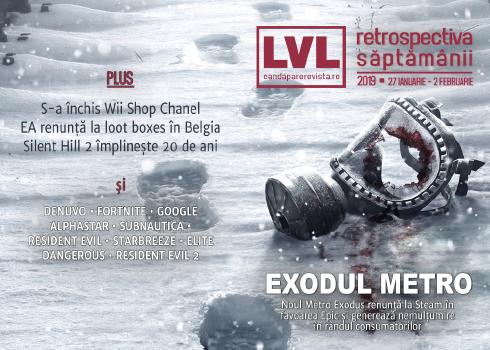 LVL
candaparerevista.ro
retrospectiva
săptămânii
2019 ▪ 27 IANUARIE - 2 FEBRUARIE
PLUS
S-a închis Wii Shop Chanel
EA renunță la loot boxes în Belgia
Silent Hill 2 împlinește 20 de ani
și
DENUVO • FORTNITE • GOOGLE
ALPHASTAR • SUBNAUTICA •
RESIDENT EVIL • STARBREEZE • ELITE
DANGEROUS • RESIDENT EVIL 2
EXODUL METRO
Noul Metro Exodus renunță la Steam în
favoarea Epic și generează nemulțumire
în rândul consumatorilor